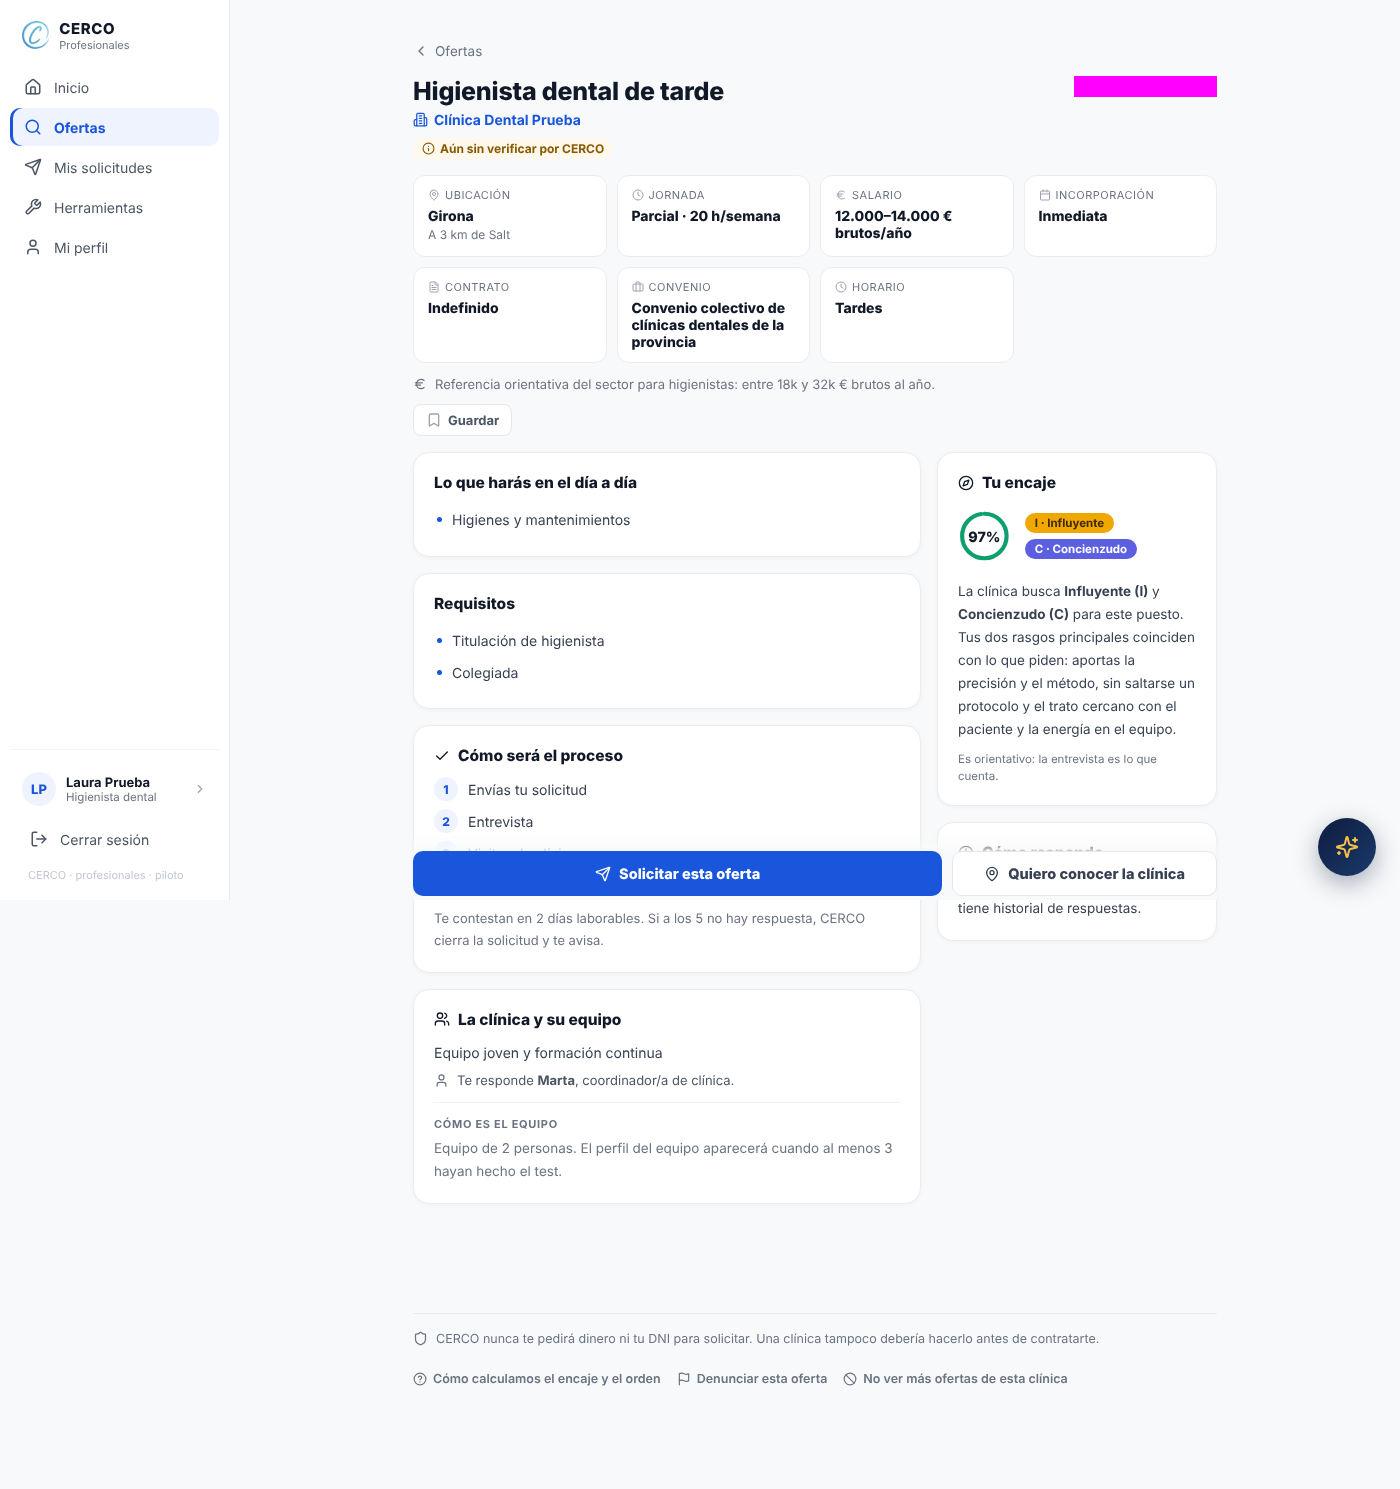 CERCO
Profesionales
Inicio
Ofertas
Mis solicitudes
Herramientas
Mi perfil
Laura Prueba
LP
Higienista dental
Cerrar sesión
CERCO · profesionales · piloto
Ofertas
Higienista dental de tarde
Clínica Dental Prueba
Aún sin verificar por CERCO
UBICACIÓN
Girona
A 3 km de Salt
JORNADA
Parcial · 20 h/semana
SALARIO
12.000–14.000 €
brutos/año
INCORPORACIÓN
Inmediata
CONTRATO
Indefinido
CONVENIO
Convenio colectivo de
clínicas dentales de la
provincia
HORARIO
Tardes
Referencia orientativa del sector para higienistas: entre 18k y 32k € brutos al año.
Guardar
Lo que harás en el día a día
Higienes y mantenimientos
Requisitos
Titulación de higienista
Colegiada
Cómo será el proceso
1 Envías tu solicitud
2 Entrevista
Te contestan en 2 días laborables. Si a los 5 no hay respuesta, CERCO
cierra la solicitud y te avisa.
La clínica y su equipo
Equipo joven y formación continua
Te responde Marta, coordinador/a de clínica.
CÓMO ES EL EQUIPO
Equipo de 2 personas. El perfil del equipo aparecerá cuando al menos 3
hayan hecho el test.
Tu encaje
97%
I · Influyente
C · Concienzudo
La clínica busca Influyente (I) y
Concienzudo (C) para este puesto.
Tus dos rasgos principales coinciden
con lo que piden: aportas la
precisión y el método, sin saltarse un
protocolo y el trato cercano con el
paciente y la energía en el equipo.
Es orientativo: la entrevista es lo que
cuenta.
Cómo responde
tiene historial de respuestas.
Solicitar esta oferta
Quiero conocer la clínica
CERCO nunca te pedirá dinero ni tu DNI para solicitar. Una clínica tampoco debería hacerlo antes de contratarte.
Cómo calculamos el encaje y el orden
Denunciar esta oferta
No ver más ofertas de esta clínica